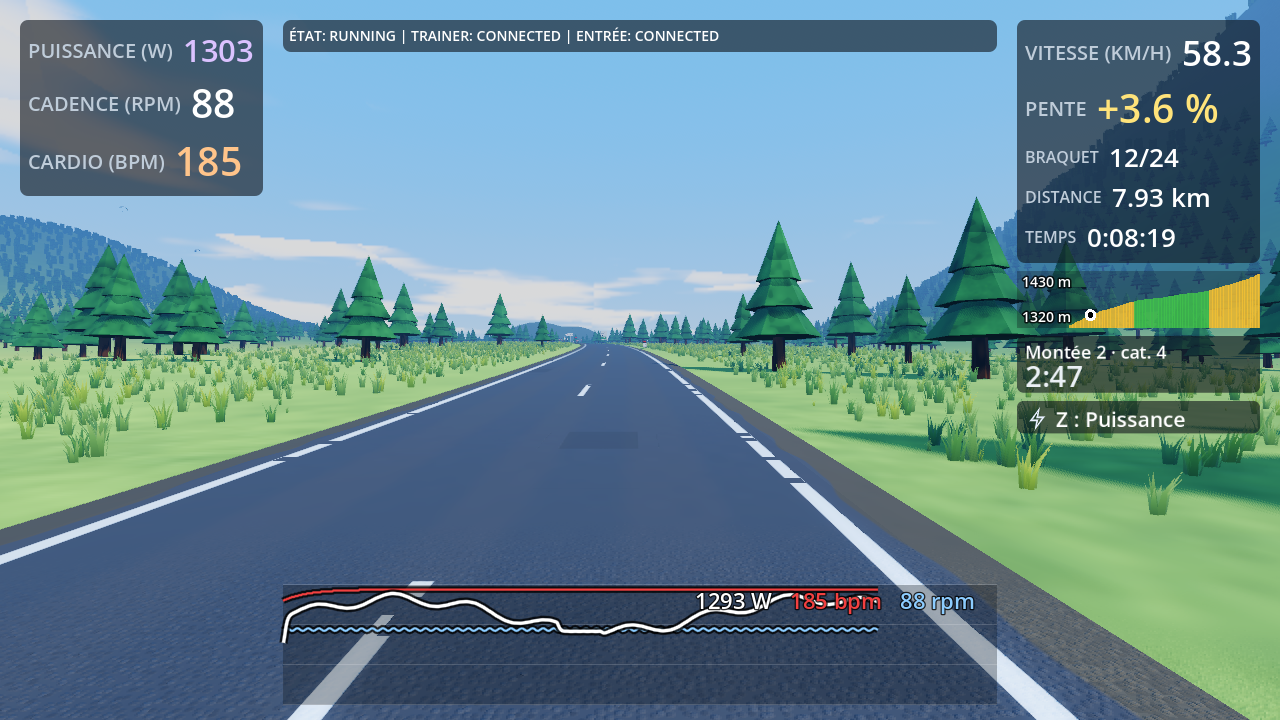 PUISSANCE (W) 1303
CADENCE (RPM) 88
CARDIO (BPM) 185
ÉTAT: RUNNING | TRAINER: CONNECTED | ENTRÉE: CONNECTED
VITESSE (KM/H) 58.3
PENTE +3.6 %
BRAQUET 12/24
DISTANCE 7.93 km
TEMPS 0:08:19
1430 m
1320 m
Montée 2 · cat. 4
2:47
Z : Puissance
1293 W 185 bpm 88 rpm